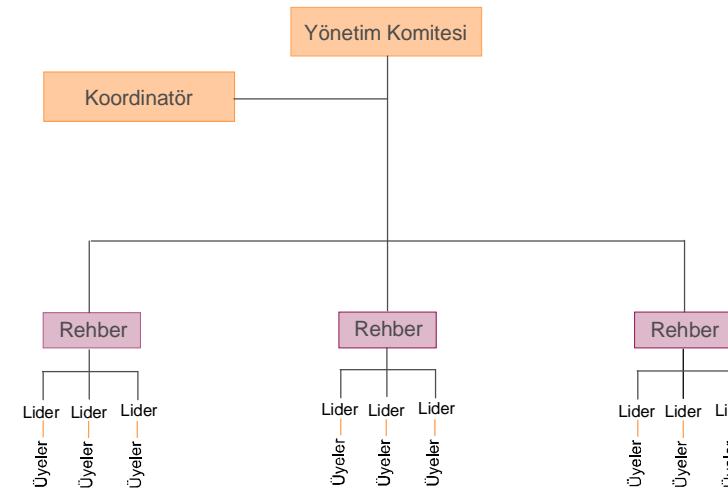 Yönetim Komitesi
Koordinatör
Rehber Rehber Rehber
Lider Lider Lider Lider Lider Lider Lider Lider
Üyeler Üyeler Üyeler Üyeler Üyeler Üyeler Üyeler Üyeler